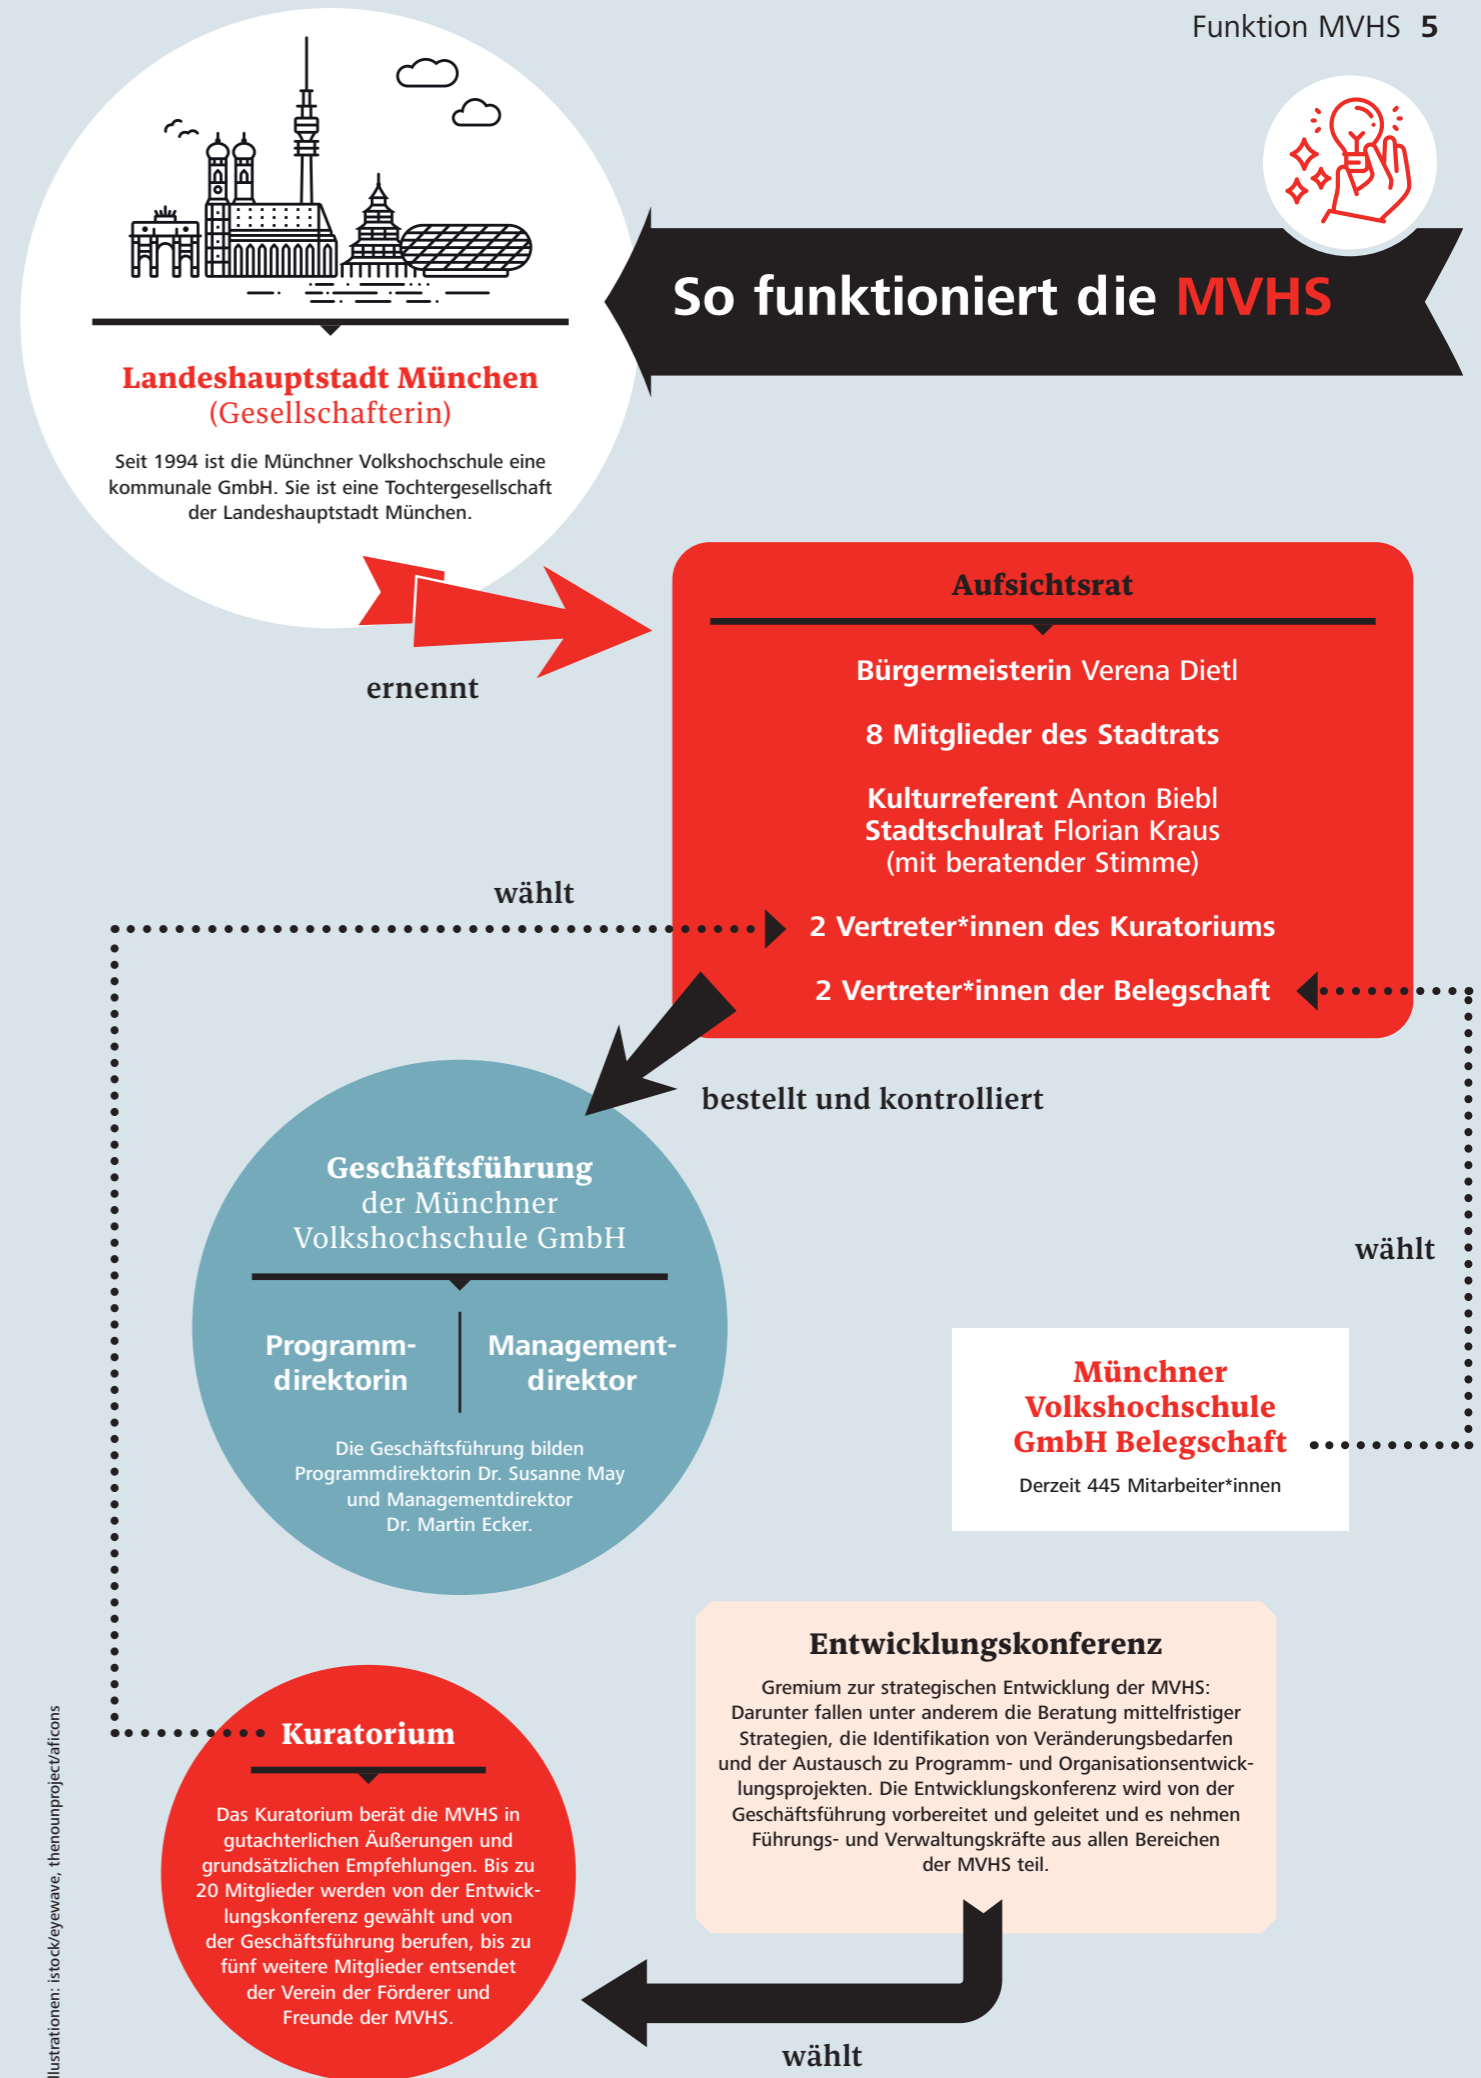 Funktion MVHS 5
So funktioniert die MVHS
Landeshauptstadt München
(Gesellschafterin)
Seit 1994 ist die Münchner Volkshochschule eine
kommunale GmbH. Sie ist eine Tochtergesellschaft
der Landeshauptstadt München.
ernennt
Aufsichtsrat
Bürgermeisterin Verena Dietl
8 Mitglieder des Stadtrats
Kulturreferent Anton Biebl
Stadtschulrat Florian Kraus
(mit beratender Stimme)
wählt
2 Vertreter*innen des Kuratoriums
2 Vertreter*innen der Belegschaft
bestellt und kontrolliert
Geschäftsführung
der Münchner
Volkshochschule GmbH
Programm-
direktorin
Management-
direktor
Die Geschäftsführung bilden
Programmdirektorin Dr. Susanne May
und Managementdirektor
Dr. Martin Ecker.
wählt
Münchner
Volkshochschule
GmbH Belegschaft
Derzeit 445 Mitarbeiter*innen
Entwicklungskonferenz
Gremium zur strategischen Entwicklung der MVHS:
Darunter fallen unter anderem die Beratung mittelfristiger
Strategien, die Identifikation von Veränderungsbedarfen
und der Austausch zu Programm- und Organisationsentwick-
lungsprojekten. Die Entwicklungskonferenz wird von der
Geschäftsführung vorbereitet und geleitet und es nehmen
Führungs- und Verwaltungskräfte aus allen Bereichen
der MVHS teil.
wählt
Kuratorium
Das Kuratorium berät die MVHS in
gutachterlichen Äußerungen und
grundsätzlichen Empfehlungen. Bis zu
20 Mitglieder werden von der Entwick-
lungskonferenz gewählt und von
der Geschäftsführung berufen, bis zu
fünf weitere Mitglieder entsendet
der Verein der Förderer und
Freunde der MVHS.
llustrationen: istock/eyewave, thenounproject/aficons